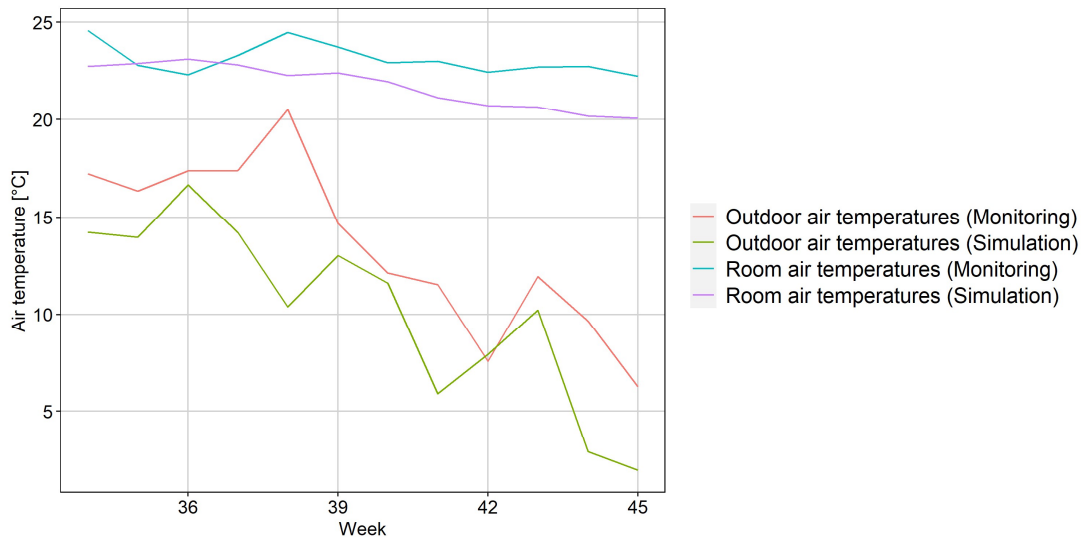 25
20
15
10
5
Air temperature [°C]
36
39
42
45
Week
Outdoor air temperatures (Monitoring)
Outdoor air temperatures (Simulation)
Room air temperatures (Monitoring)
Room air temperatures (Simulation)